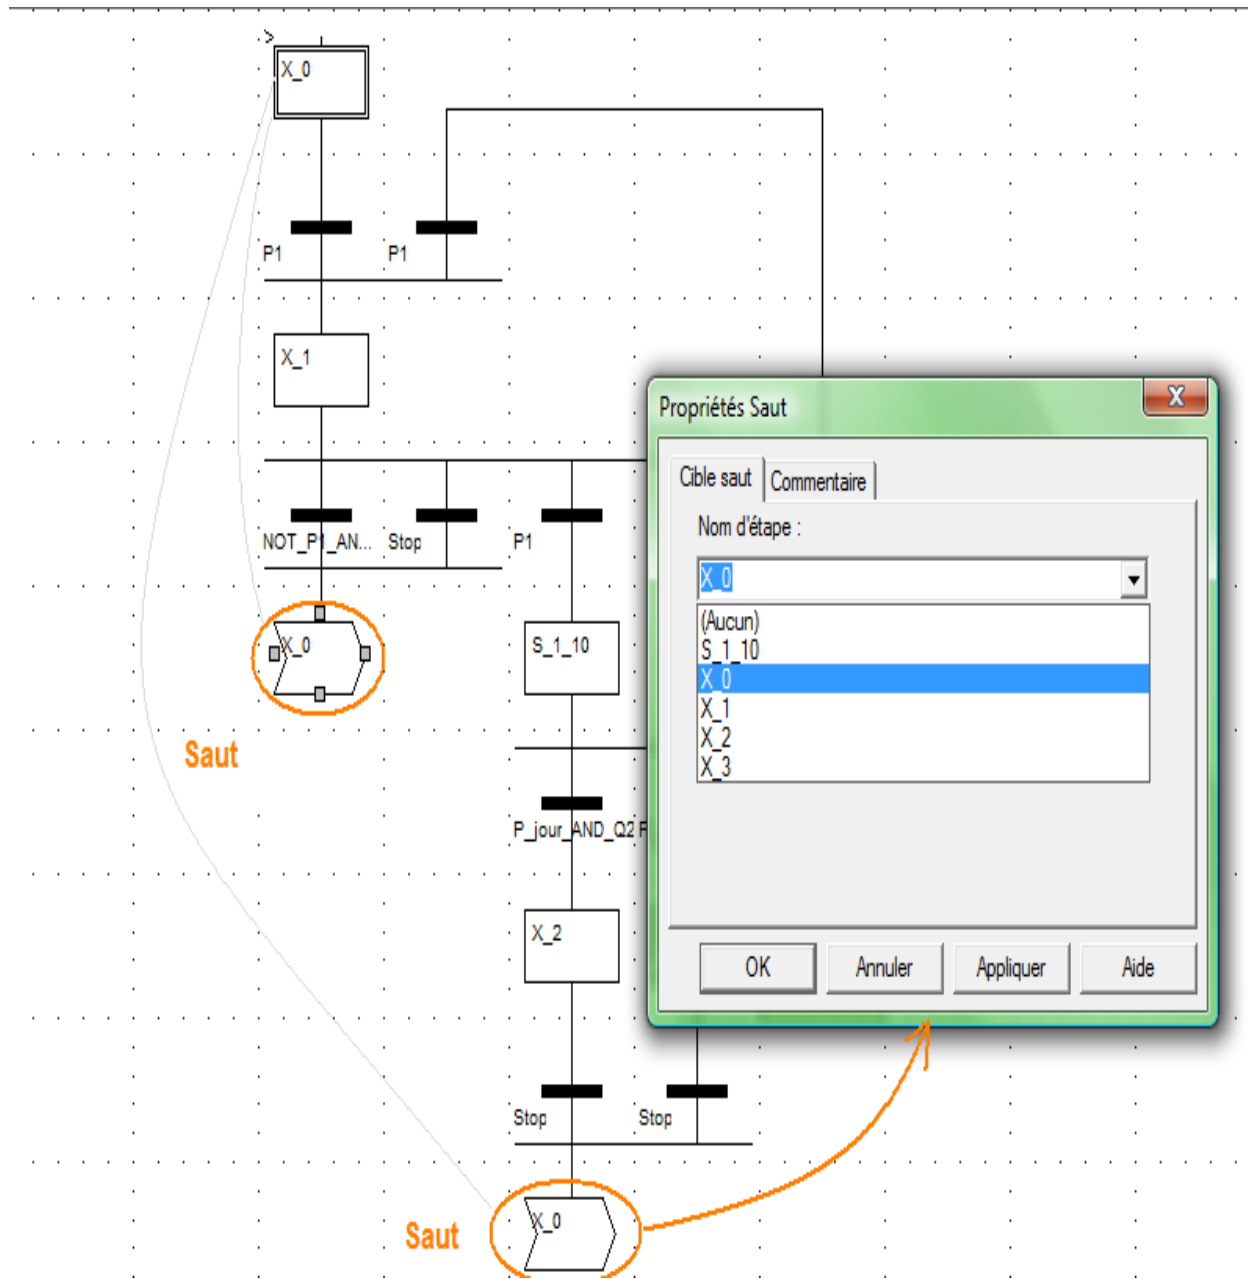 X_0
P1
P1
X_1
Propriétés Saut
X
Cible saut
Commentaire
Nom d'étape :
X_0
(Aucun)
S_1_10
X_0
X_1
X_2
X_3
NOT_P1_AN...
Stop
P1
X_0
S_1_10
Saut
P_jour_AND_Q2
X_2
OK
Annuler
Appliquer
Aide
Stop
Stop
X_0
Saut